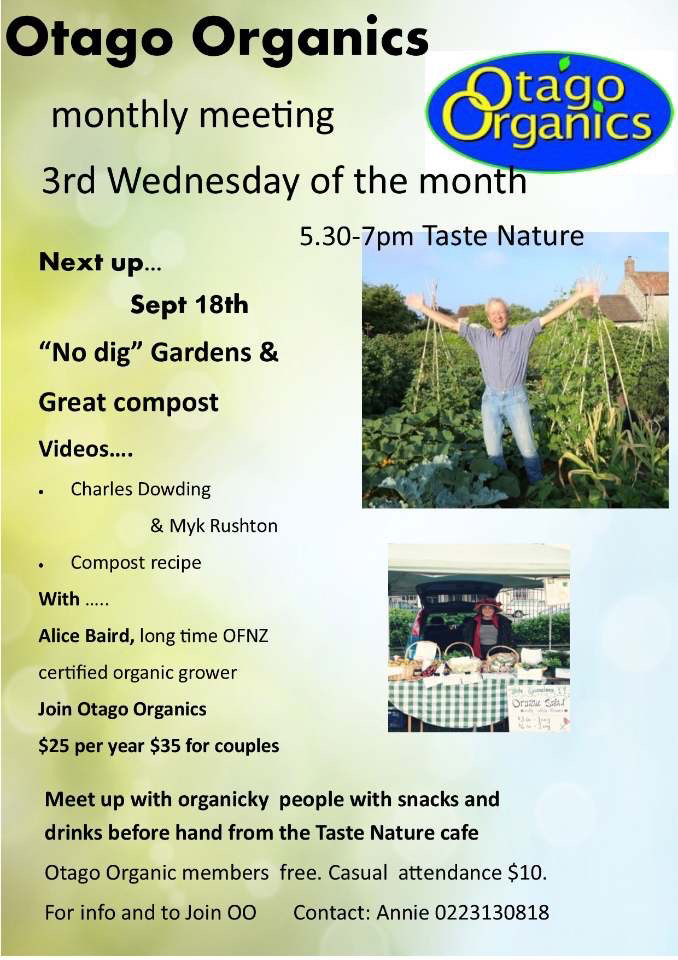 Otago Organics
Otago
Organics
monthly meeting
3rd Wednesday of the month
5.30-7pm Taste Nature
Next up...
Sept 18th
“No dig” Gardens &
Great compost
Videos….
• Charles Dowding
& Myk Rushton
• Compost recipe
With …..
Alice Baird, long time OFNZ
certified organic grower
Join Otago Organics
$25 per year $35 for couples
Organic Salad
Meet up with organicky people with snacks and
drinks before hand from the Taste Nature cafe
Otago Organic members free. Casual attendance $10.
For info and to Join OO Contact: Annie 0223130818